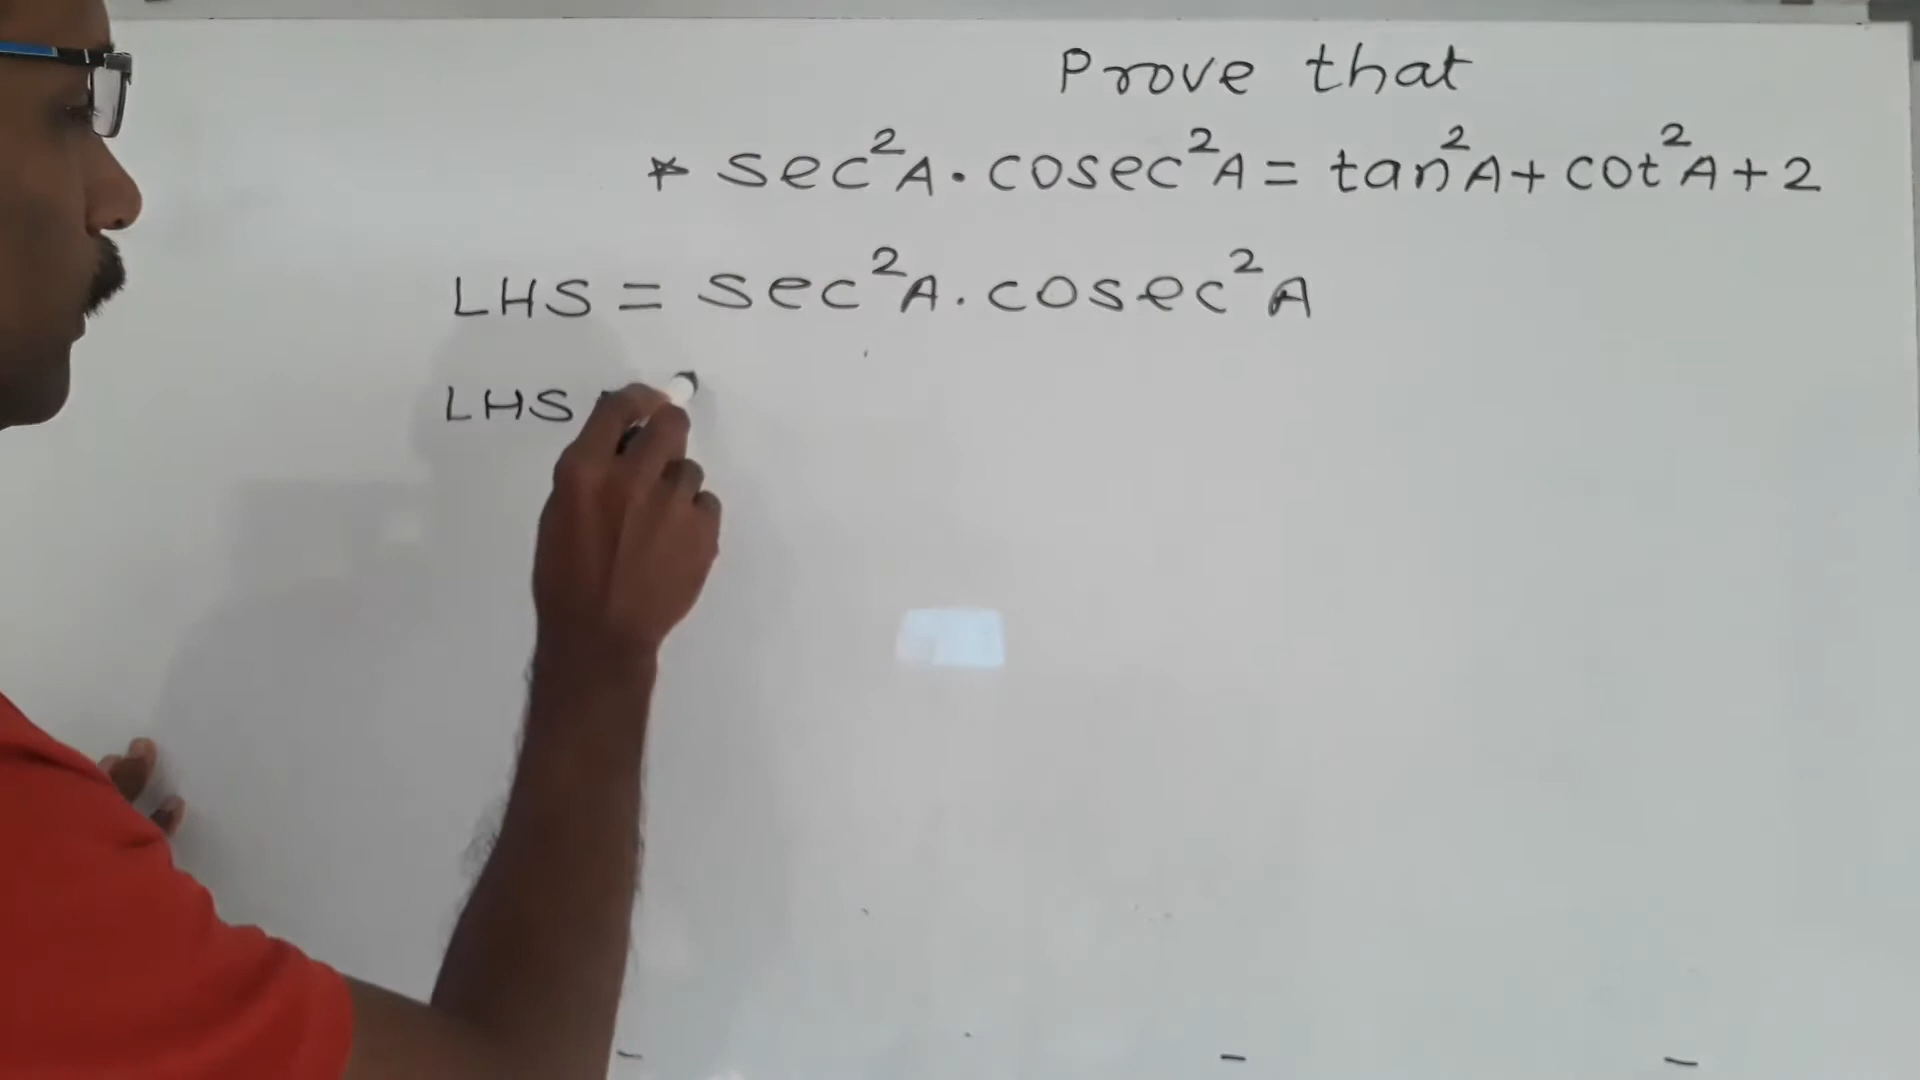 Prove that
* sec²A . cosec²A = tan²A + cot²A + 2
LHS = sec²A . cosec²A
LHS